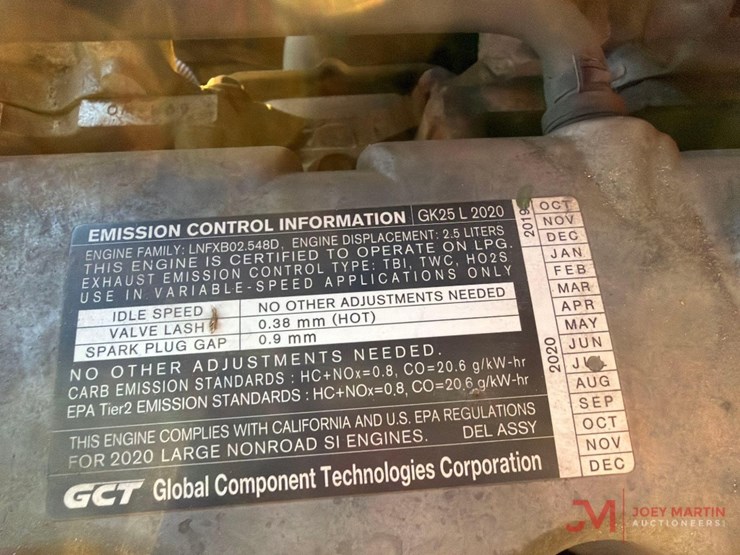 EMISSION CONTROL INFORMATION GK25 L 2020
ENGINE FAMILY: LNFXB02.548D, ENGINE DISPLACEMENT: 2.5 LITERS
THIS ENGINE IS CERTIFIED TO OPERATE ON LPG.
EXHAUST EMISSION CONTROL TYPE: TBI, TWC, HO2S
USE IN VARIABLE-SPEED APPLICATIONS ONLY
IDLE SPEED NO OTHER ADJUSTMENTS NEEDED
VALVE LASH 0.38 mm (HOT)
SPARK PLUG GAP 0.9 mm
NO OTHER ADJUSTMENTS NEEDED.
CARB EMISSION STANDARDS : HC+NOx=0.8, CO=20.6 g/kW-hr
EPA Tier2 EMISSION STANDARDS : HC+NOx=0.8, CO=20.6 g/kW-hr
THIS ENGINE COMPLIES WITH CALIFORNIA AND U.S. EPA REGULATIONS
FOR 2020 LARGE NONROAD SI ENGINES. DEL ASSY
GCT Global Component Technologies Corporation
2019
OCT
NOV
DEC
2020
JAN
FEB
MAR
APR
MAY
JUN
AUG
SEP
OCT
NOV
DEC
JM JOEY MARTIN
AUCTIONEERS!